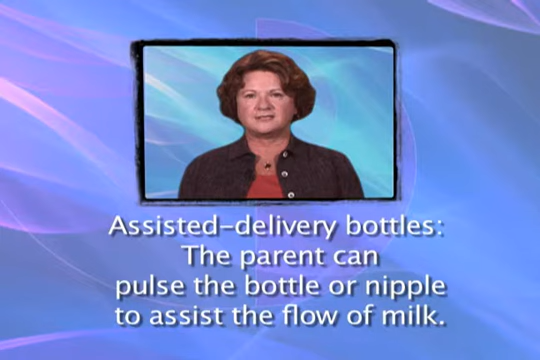 Assisted-delivery bottles:
The parent can
pulse the bottle or nipple
to assist the flow of milk.